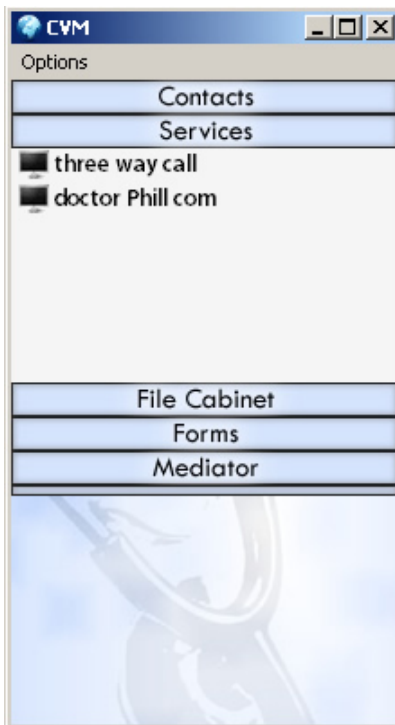 CVM
Options
Contacts
Services
three way call
doctor Phill com
File Cabinet
Forms
Mediator